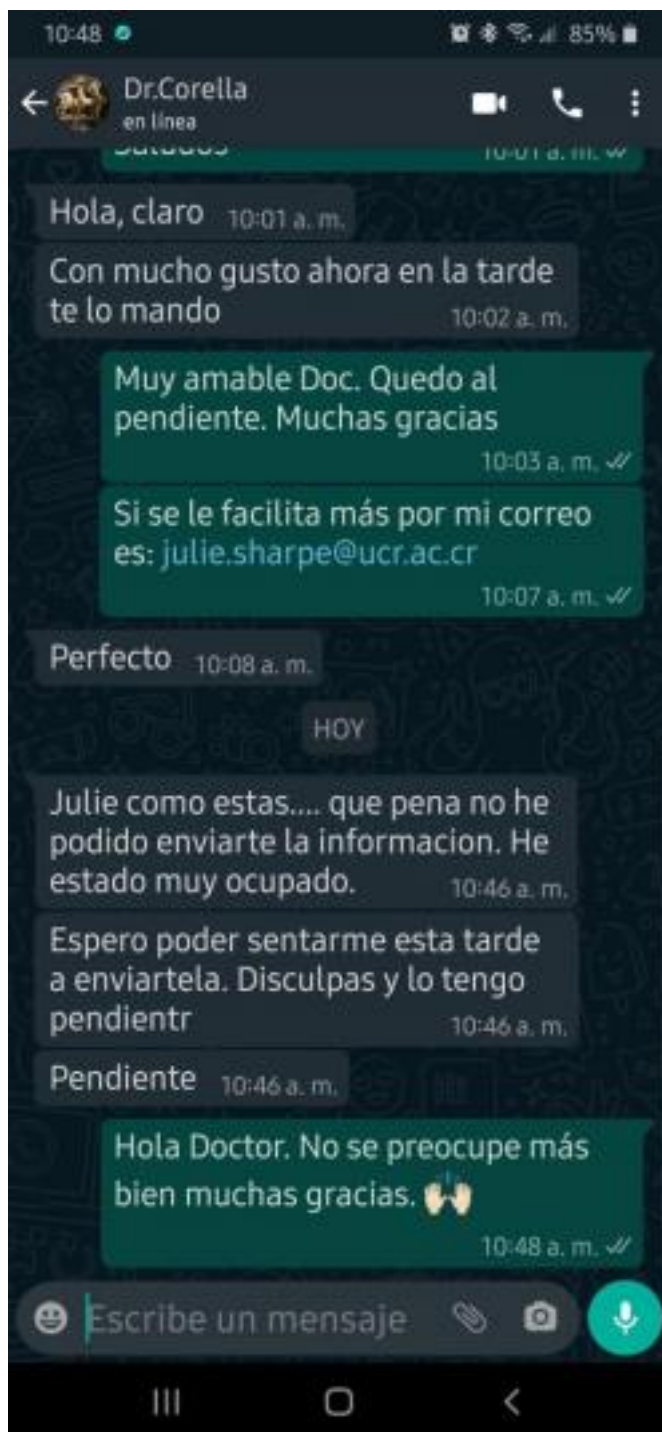 10:48
85%
Dr.Corella
en línea
Saludos
10:01 a. m.
Hola, claro
10:01 a. m.
Con mucho gusto ahora en la tarde
te lo mando
10:02 a. m.
Muy amable Doc. Quedo al
pendiente. Muchas gracias
10:03 a. m.
Si se le facilita más por mi correo
es: julie.sharpe@ucr.ac.cr
10:07 a. m.
Perfecto
10:08 a. m.
HOY
Julie como estas.... que pena no he
podido enviarte la informacion. He
estado muy ocupado.
10:46 a. m.
Espero poder sentarme esta tarde
a enviartela. Disculpas y lo tengo
pendientr
10:46 a. m.
Pendiente
10:46 a. m.
Hola Doctor. No se preocupe más
bien muchas gracias. 🙌🏻
10:48 a. m.
Escribe un mensaje